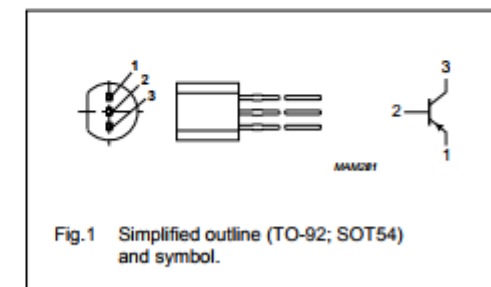 1
2
3
3
2
1
MAM281
Fig.1 Simplified outline (TO-92; SOT54)
and symbol.